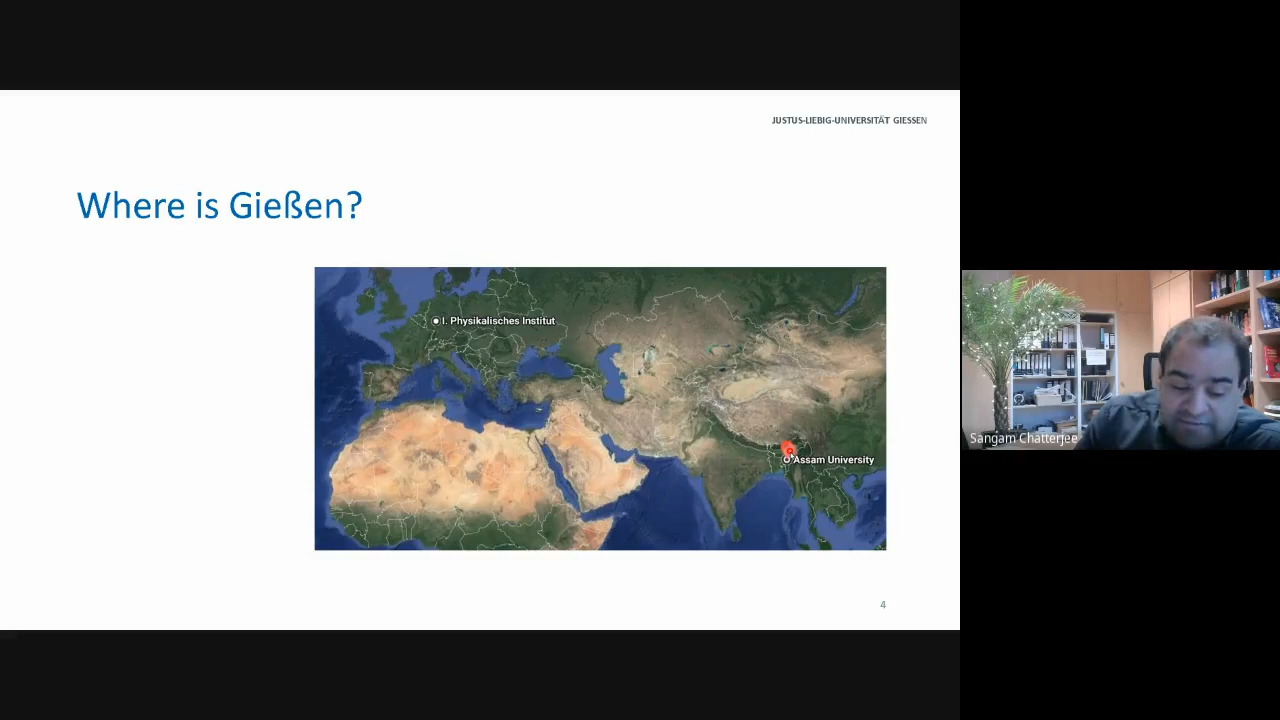 JUSTUS-LIEBIG-UNIVERSITÄT GIESSEN
Where is Gießen?
I. Physikalisches Institut
Assam University
Sangam Chatterjee
4